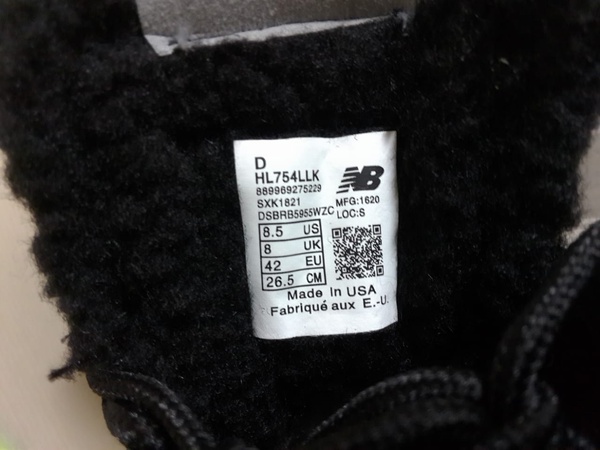 D
HL754LLK
889969275229
SXK1821
DSBRB5955WZC
NB
MFG:1620
LOC:S
8.5 US
8 UK
42 EU
26.5 CM
Made in USA
Fabriqué aux E.-U.